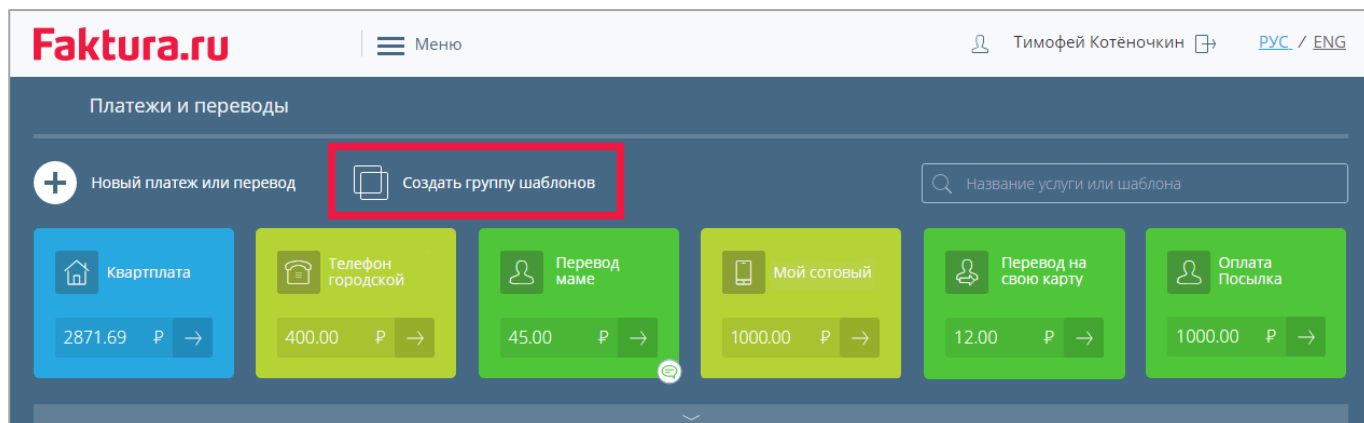 Faktura.ru
Меню
Тимофей Котёночкин
РУС / ENG
Платежи и переводы
Новый платеж или перевод
Создать группу шаблонов
Название услуги или шаблона
Квартплата
2871.69 ₽ →
Телефон
городской
400.00 ₽ →
Перевод
маме
45.00 ₽ →
Мой сотовый
1000.00 ₽ →
Перевод на
свою карту
12.00 ₽ →
Оплата
Посылка
1000.00 ₽ →